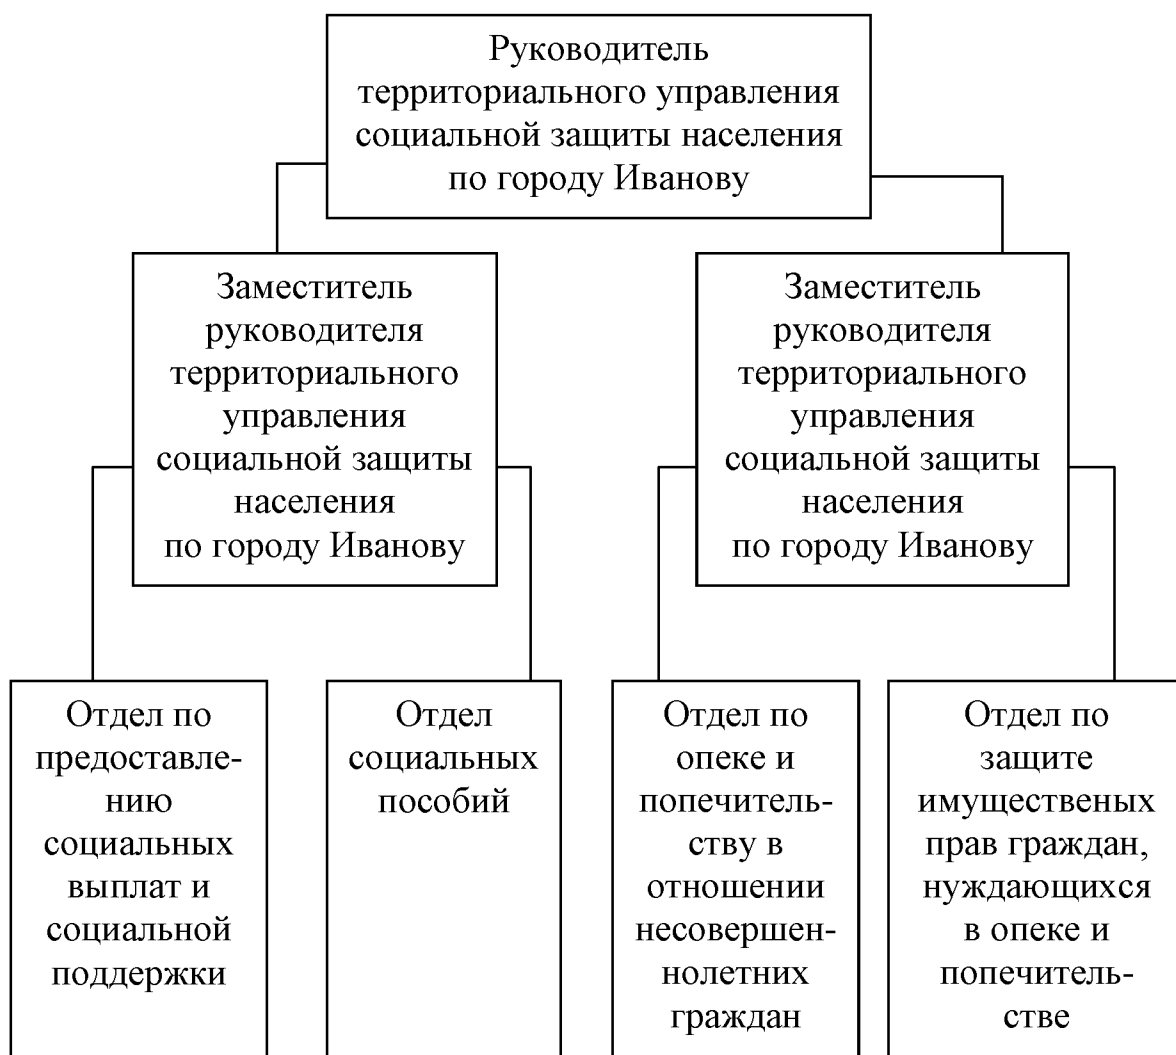 Руководитель
территориального управления
социальной защиты населения
по городу Иванову
Заместитель
руководителя
территориального
управления
социальной защиты
населения
по городу Иванову
Заместитель
руководителя
территориального
управления
социальной защиты
населения
по городу Иванову
Отдел по
предоставле-
нию
социальных
выплат и
социальной
поддержки
Отдел
социальных
пособий
Отдел по
опеке и
попечитель-
ству в
отношении
несовершен-
нолетних
граждан
Отдел по
защите
имущественых
прав граждан,
нуждающихся
в опеке и
попечитель-
стве